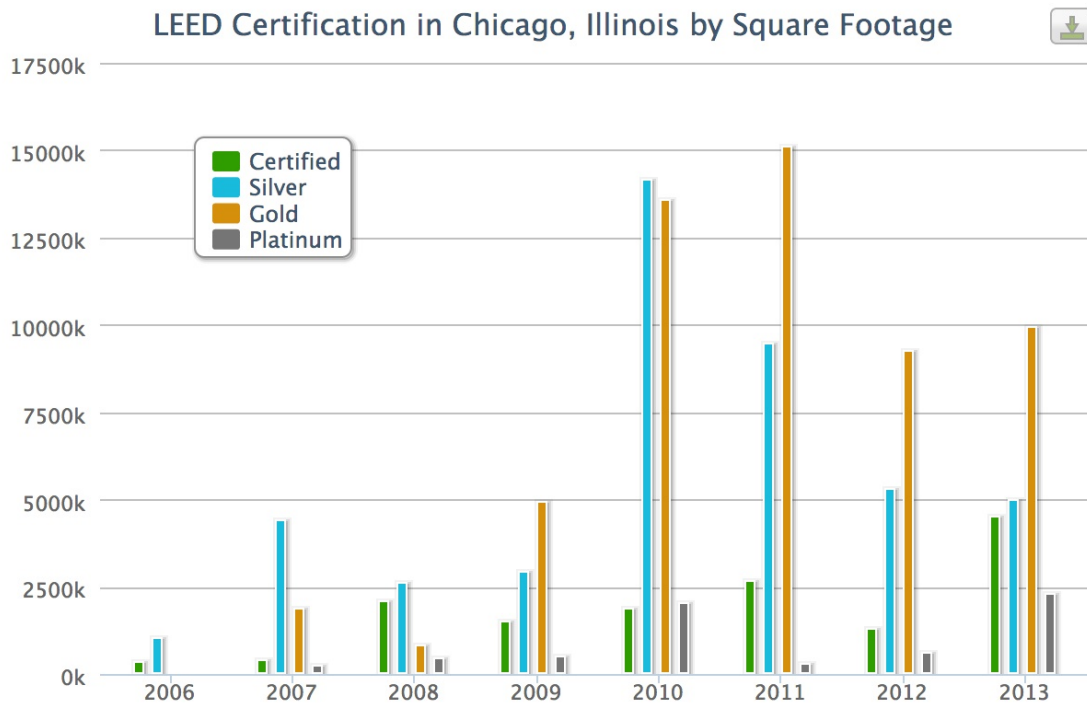 LEED Certification in Chicago, Illinois by Square Footage
17500k
15000k
12500k
10000k
7500k
5000k
2500k
0k
Certified
Silver
Gold
Platinum
2006 2007 2008 2009 2010 2011 2012 2013